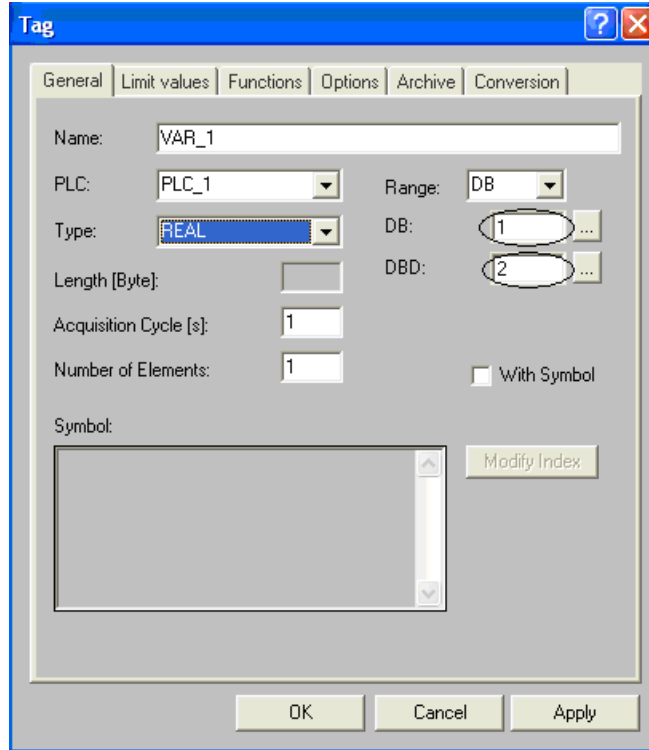 Tag
General Limit values Functions Options Archive Conversion
Name: VAR_1
PLC: PLC_1 Range: DB
Type: REAL DB: 1 ...
Length [Byte]: DBD: 2 ...
Acquisition Cycle [s]: 1
Number of Elements: 1 With Symbol
Symbol:
Modify Index
OK Cancel Apply